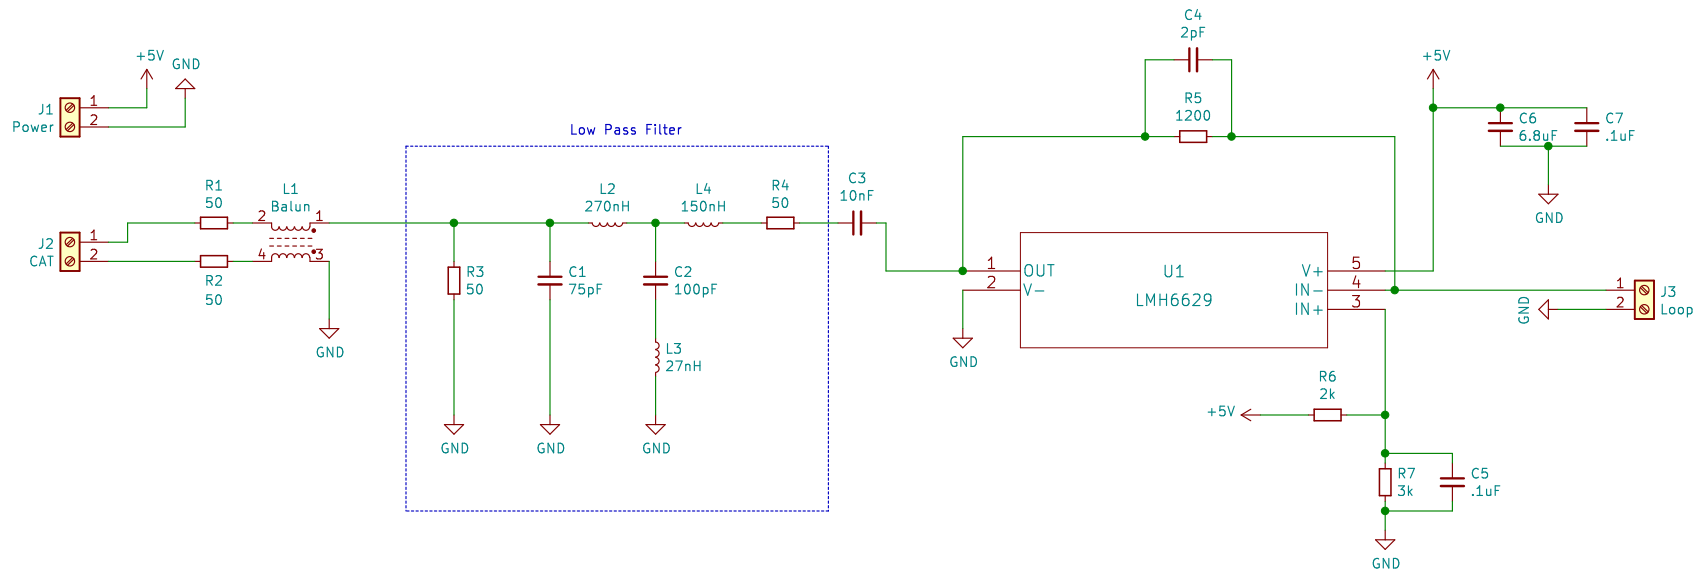 C4
2pF
+5V
GND
+5V
J1
Power
1
2
R5
1200
C6
6.8uF
C7
.1uF
Low Pass Filter
R1
50
L1
Balun
2
1
L2
270nH
L4
150nH
R4
50
C3
10nF
GND
J2
CAT
1
2
4
3
R2
50
R3
50
C1
75pF
C2
100pF
1
2
OUT
V-
U1
LMH6629
V+
IN-
IN+
5
4
3
GND
1
2
J3
Loop
GND
L3
27nH
GND
R6
2k
+5V
GND
GND
GND
R7
3k
C5
.1uF
GND